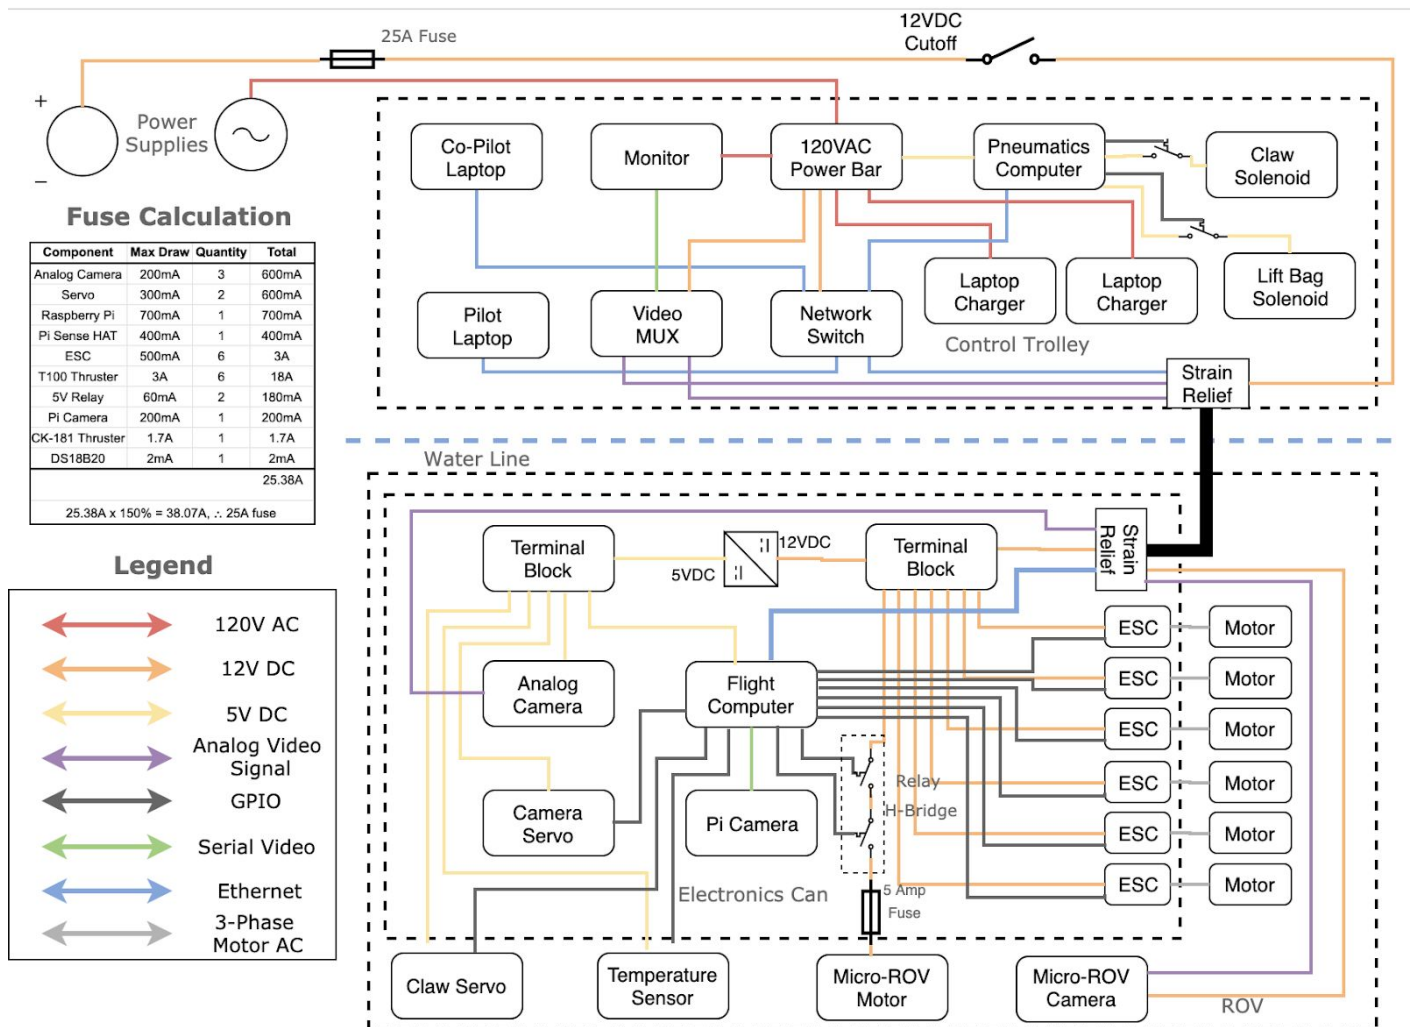 12VDC
Cutoff
25A Fuse
+
−
Power
Supplies
Co-Pilot
Laptop
Monitor
120VAC
Power Bar
Pneumatics
Computer
Claw
Solenoid
Fuse Calculation
Component Max Draw Quantity Total
Analog Camera 200mA 3 600mA
Servo 300mA 2 600mA
Raspberry Pi 700mA 1 700mA
Pi Sense HAT 400mA 1 400mA
ESC 500mA 6 3A
T100 Thruster 3A 6 18A
5V Relay 60mA 2 180mA
Pi Camera 200mA 1 200mA
CK-181 Thruster 1.7A 1 1.7A
DS18B20 2mA 1 2mA
25.38A
25.38A x 150% = 38.07A, ∴ 25A fuse
Laptop
Charger
Laptop
Charger
Lift Bag
Solenoid
Pilot
Laptop
Video
MUX
Network
Switch
Control Trolley
Strain
Relief
Water Line
Legend
120V AC
12V DC
5V DC
Analog Video
Signal
GPIO
Serial Video
Ethernet
3-Phase
Motor AC
Terminal
Block
5VDC
12VDC
Terminal
Block
Strain
Relief
ESC
Motor
Analog
Camera
Flight
Computer
ESC
Motor
ESC
Motor
Camera
Servo
Pi Camera
Relay
H-Bridge
ESC
Motor
ESC
Motor
Electronics Can
5 Amp
Fuse
ESC
Motor
Claw Servo
Temperature
Sensor
Micro-ROV
Motor
Micro-ROV
Camera
ROV